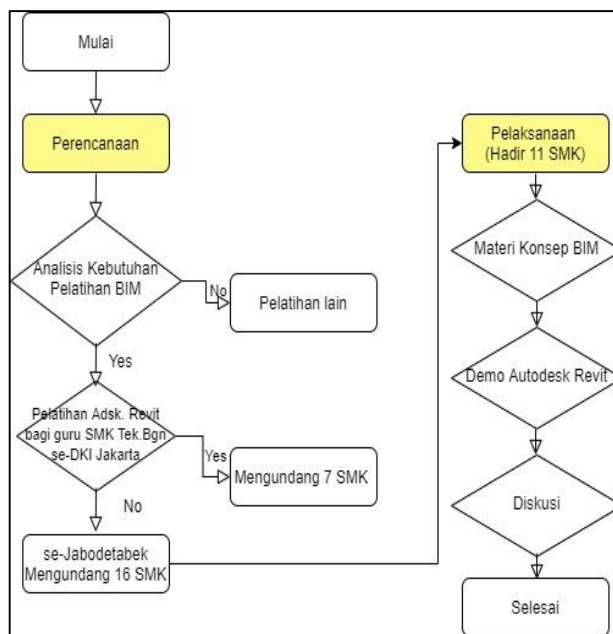 Mulai
Perencanaan
Analisis Kebutuhan
Pelatihan BIM
No
Pelatihan lain
Yes
Pelatihan Adsk. Revit
bagi guru SMK Tek.Bgn
se-DKI Jakarta
Yes
Mengundang 7 SMK
No
se-Jabodetabek
Mengundang 16 SMK
Pelaksanaan
(Hadir 11 SMK)
Materi Konsep BIM
Demo Autodesk Revit
Diskusi
Selesai